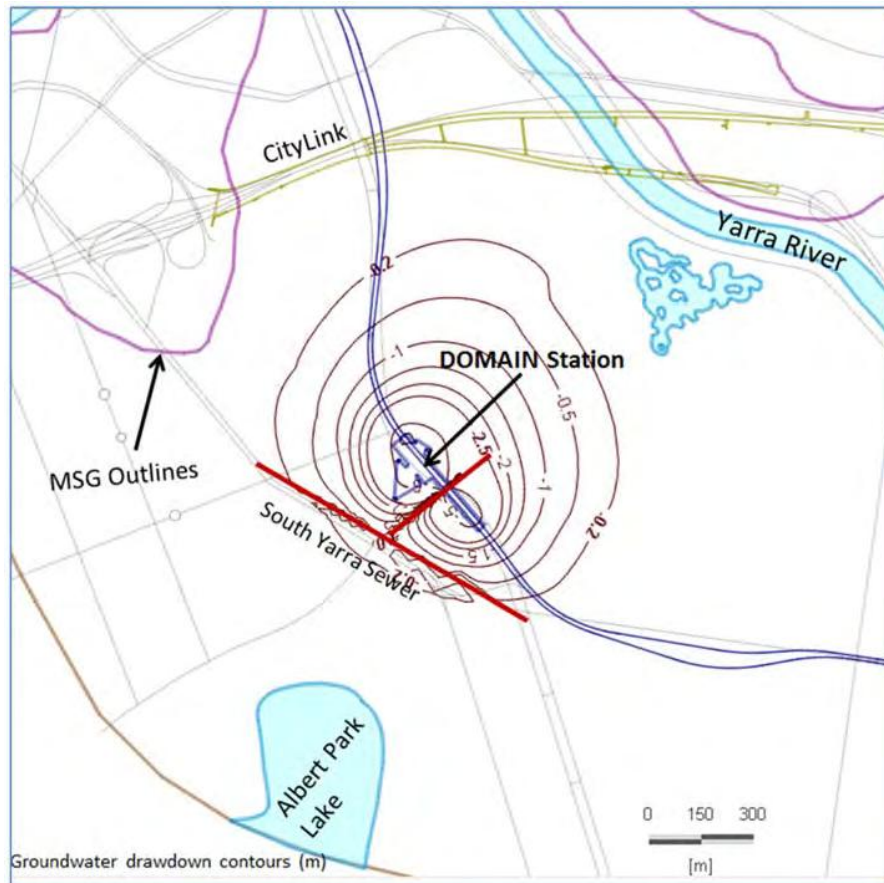 CityLink
Yarra River
-0.2
-1
DOMAIN Station
-0.5
-2.5
-2
-1
MSG Outlines
-0.2
South Yarra Sewer
-1.5
Albert Park
Lake
0 150 300
[m]
Groundwater drawdown contours (m)